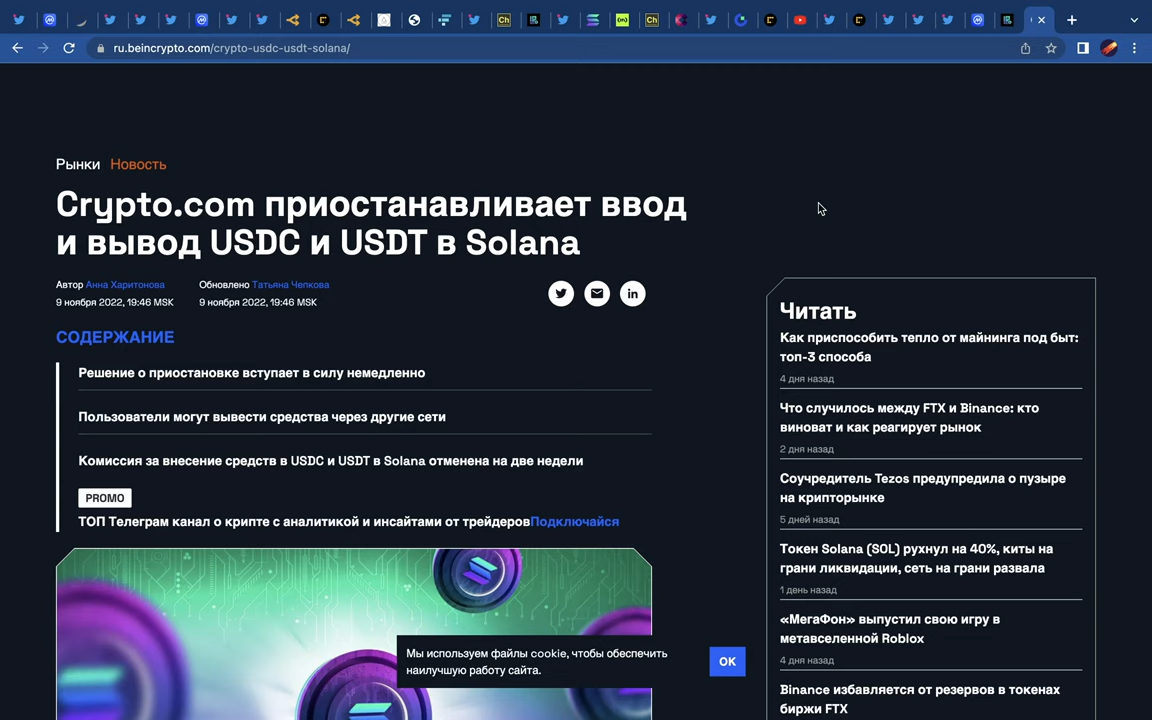 Ch
(m)
Ch
ru.beincrypto.com/crypto-usdc-usdt-solana/
Рынки Новость
Crypto.com приостанавливает ввод
и вывод USDC и USDT в Solana
Автор Анна Харитонова
9 ноября 2022, 19:46 MSK
Обновлено Татьяна Чепкова
9 ноября 2022, 19:46 MSK
in
СОДЕРЖАНИЕ
Решение о приостановке вступает в силу немедленно
Пользователи могут вывести средства через другие сети
Комиссия за внесение средств в USDC и USDT в Solana отменена на две недели
PROMO
ТОП Телеграм канал о крипте с аналитикой и инсайтами от трейдеровПодключайся
Мы используем файлы cookie, чтобы обеспечить
наилучшую работу сайта.
OK
Читать
Как приспособить тепло от майнинга под быт:
топ-3 способа
4 дня назад
Что случилось между FTX и Binance: кто
виноват и как реагирует рынок
2 дня назад
Соучредитель Tezos предупредила о пузыре
на крипторынке
5 дней назад
Токен Solana (SOL) рухнул на 40%, киты на
грани ликвидации, сеть на грани развала
1 день назад
«МегаФон» выпустил свою игру в
метавселенной Roblox
4 дня назад
Binance избавляется от резервов в токенах
биржи FTX